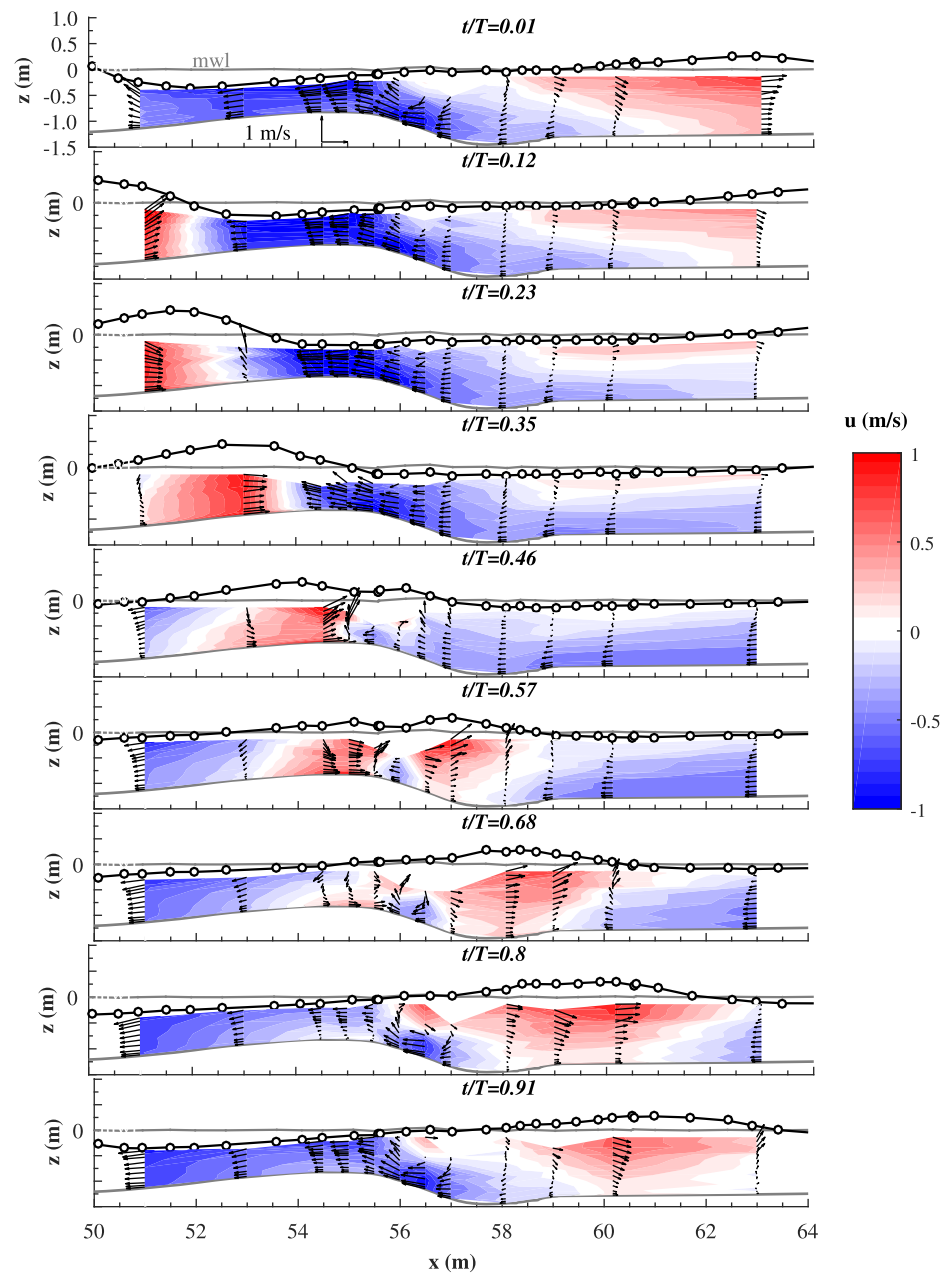 t/T=0.01
1.0
0.5
0
-0.5
-1.0
-1.5
z (m)
mwl
1 m/s
t/T=0.12
0
z (m)
t/T=0.23
0
z (m)
t/T=0.35
0
z (m)
t/T=0.46
0
z (m)
t/T=0.57
0
z (m)
t/T=0.68
0
z (m)
t/T=0.8
0
z (m)
t/T=0.91
0
z (m)
50 52 54 56 58 60 62 64
x (m)
u (m/s)
1
0.5
0
-0.5
-1